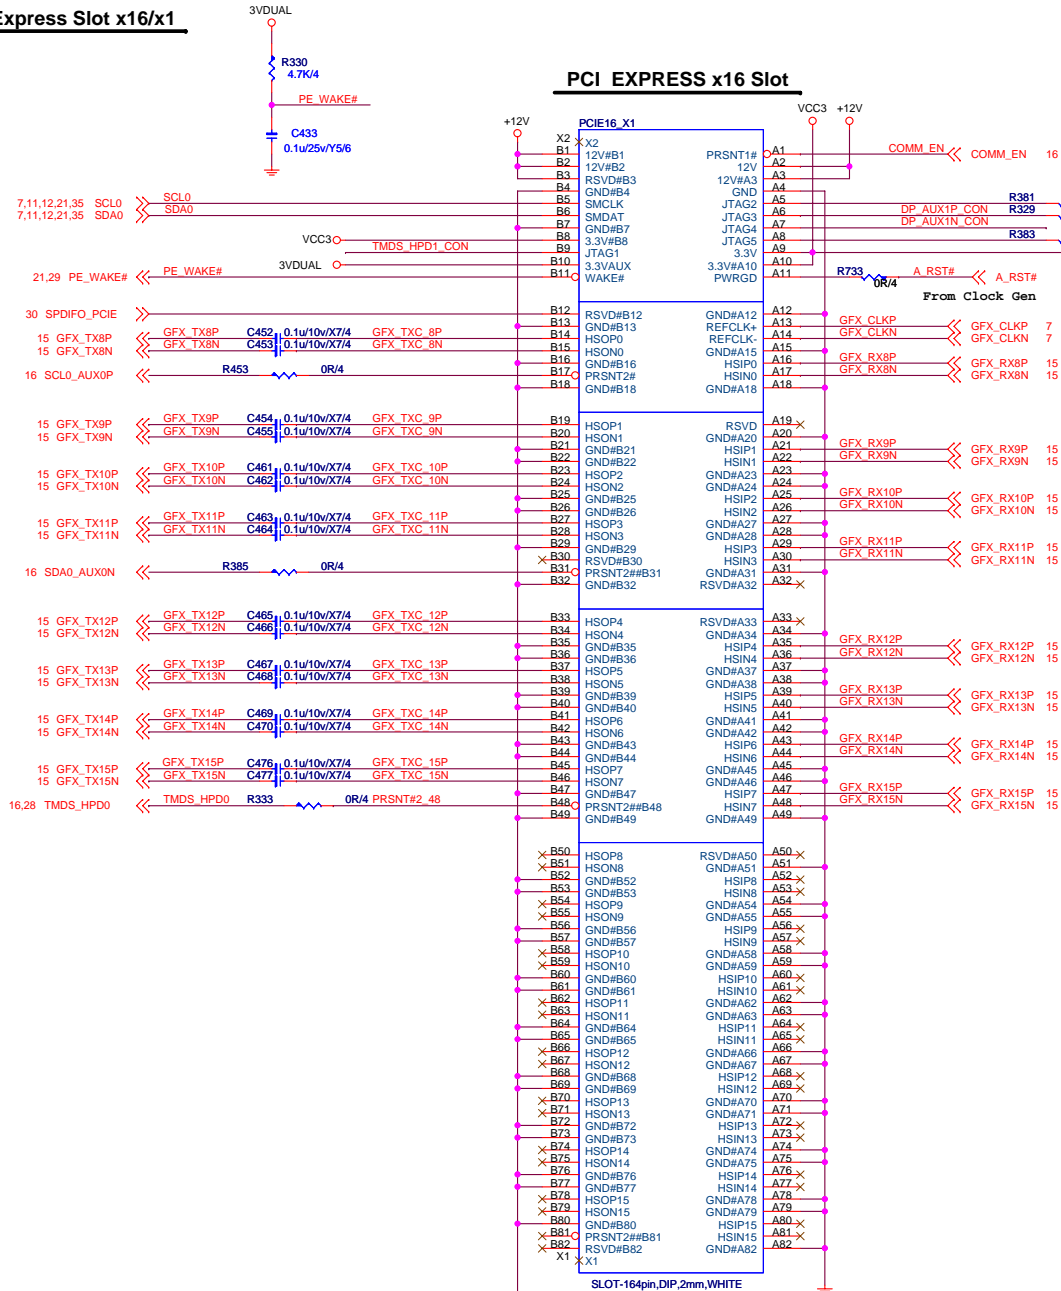 Express Slot x16/x1
3VDUAL
R330
4.7K/4
PE_WAKE#
C433
0.1u/25v/Y5/6
PCI EXPRESS x16 Slot
+12V
VCC3 +12V
PCIE16_X1
X2 X2
B1 12V#B1 PRSNT1# A1 COMM_EN COMM_EN 16
B2 12V#B2 12V A2
B3 RSVD#B3 12V#A3 A3
B4 GND#B4 GND A4
7,11,12,21,35 SCL0 SCL0 B5 SMCLK JTAG2 A5 R381
7,11,12,21,35 SDA0 SDA0 B6 SMDAT JTAG3 A6 DP_AUX1P_CON R329
B7 GND#B7 JTAG4 A7 DP_AUX1N_CON
VCC3 B8 3.3V#B8 JTAG5 A8 R383
TMDS_HPD1_CON B9 JTAG1 3.3V A9
3VDUAL B10 3.3VAUX 3.3V#A10 A10
21,29 PE_WAKE# PE_WAKE# B11 WAKE# PWRGD A11 R733 0R/4 A_RST# A_RST#
From Clock Gen
30 SPDIFO_PCIE B12 RSVD#B12 GND#A12 A12
B13 GND#B13 REFCLK+ A13 GFX_CLKP GFX_CLKP 7
15 GFX_TX8P GFX_TX8P C452 0.1u/10v/X7/4 GFX_TXC_8P B14 HSOP0 REFCLK- A14 GFX_CLKN GFX_CLKN 7
15 GFX_TX8N GFX_TX8N C453 0.1u/10v/X7/4 GFX_TXC_8N B15 HSON0 GND#A15 A15
B16 GND#B16 HSIP0 A16 GFX_RX8P GFX_RX8P 15
16 SCL0_AUX0P R453 0R/4 B17 PRSNT2# HSIN0 A17 GFX_RX8N GFX_RX8N 15
B18 GND#B18 GND#A18 A18
15 GFX_TX9P GFX_TX9P C454 0.1u/10v/X7/4 GFX_TXC_9P B19 HSOP1 RSVD A19
15 GFX_TX9N GFX_TX9N C455 0.1u/10v/X7/4 GFX_TXC_9N B20 HSON1 GND#A20 A20
B21 GND#B21 HSIP1 A21 GFX_RX9P GFX_RX9P 15
B22 GND#B22 HSIN1 A22 GFX_RX9N GFX_RX9N 15
15 GFX_TX10P GFX_TX10P C461 0.1u/10v/X7/4 GFX_TXC_10P B23 HSOP2 GND#A23 A23
15 GFX_TX10N GFX_TX10N C462 0.1u/10v/X7/4 GFX_TXC_10N B24 HSON2 GND#A24 A24
B25 GND#B25 HSIP2 A25 GFX_RX10P GFX_RX10P 15
B26 GND#B26 HSIN2 A26 GFX_RX10N GFX_RX10N 15
15 GFX_TX11P GFX_TX11P C463 0.1u/10v/X7/4 GFX_TXC_11P B27 HSOP3 GND#A27 A27
15 GFX_TX11N GFX_TX11N C464 0.1u/10v/X7/4 GFX_TXC_11N B28 HSON3 GND#A28 A28
B29 GND#B29 HSIP3 A29 GFX_RX11P GFX_RX11P 15
B30 RSVD#B30 HSIN3 A30 GFX_RX11N GFX_RX11N 15
16 SDA0_AUX0N R385 0R/4 B31 PRSNT2##B31 GND#A31 A31
B32 GND#B32 RSVD#A32 A32
15 GFX_TX12P GFX_TX12P C465 0.1u/10v/X7/4 GFX_TXC_12P B33 HSOP4 RSVD#A33 A33
15 GFX_TX12N GFX_TX12N C466 0.1u/10v/X7/4 GFX_TXC_12N B34 HSON4 GND#A34 A34
B35 GND#B35 HSIP4 A35 GFX_RX12P GFX_RX12P 15
B36 GND#B36 HSIN4 A36 GFX_RX12N GFX_RX12N 15
15 GFX_TX13P GFX_TX13P C467 0.1u/10v/X7/4 GFX_TXC_13P B37 HSOP5 GND#A37 A37
15 GFX_TX13N GFX_TX13N C468 0.1u/10v/X7/4 GFX_TXC_13N B38 HSON5 GND#A38 A38
B39 GND#B39 HSIP5 A39 GFX_RX13P GFX_RX13P 15
B40 GND#B40 HSIN5 A40 GFX_RX13N GFX_RX13N 15
15 GFX_TX14P GFX_TX14P C469 0.1u/10v/X7/4 GFX_TXC_14P B41 HSOP6 GND#A41 A41
15 GFX_TX14N GFX_TX14N C470 0.1u/10v/X7/4 GFX_TXC_14N B42 HSON6 GND#A42 A42
B43 GND#B43 HSIP6 A43 GFX_RX14P GFX_RX14P 15
B44 GND#B44 HSIN6 A44 GFX_RX14N GFX_RX14N 15
15 GFX_TX15P GFX_TX15P C476 0.1u/10v/X7/4 GFX_TXC_15P B45 HSOP7 GND#A45 A45
15 GFX_TX15N GFX_TX15N C477 0.1u/10v/X7/4 GFX_TXC_15N B46 HSON7 GND#A46 A46
B47 GND#B47 HSIP7 A47 GFX_RX15P GFX_RX15P 15
16,28 TMDS_HPD0 TMDS_HPD0 R333 0R/4 PRSNT#2_48 B48 PRSNT2##B48 HSIN7 A48 GFX_RX15N GFX_RX15N 15
B49 GND#B49 GND#A49 A49
B50 HSOP8 RSVD#A50 A50
B51 HSON8 GND#A51 A51
B52 GND#B52 HSIP8 A52
B53 GND#B53 HSIN8 A53
B54 HSOP9 GND#A54 A54
B55 HSON9 GND#A55 A55
B56 GND#B56 HSIP9 A56
B57 GND#B57 HSIN9 A57
B58 HSOP10 GND#A58 A58
B59 HSON10 GND#A59 A59
B60 GND#B60 HSIP10 A60
B61 GND#B61 HSIN10 A61
B62 HSOP11 GND#A62 A62
B63 HSON11 GND#A63 A63
B64 GND#B64 HSIP11 A64
B65 GND#B65 HSIN11 A65
B66 HSOP12 GND#A66 A66
B67 HSON12 GND#A67 A67
B68 GND#B68 HSIP12 A68
B69 GND#B69 HSIN12 A69
B70 HSOP13 GND#A70 A70
B71 HSON13 GND#A71 A71
B72 GND#B72 HSIP13 A72
B73 GND#B73 HSIN13 A73
B74 HSOP14 GND#A74 A74
B75 HSON14 GND#A75 A75
B76 GND#B76 HSIP14 A76
B77 GND#B77 HSIN14 A77
B78 HSOP15 GND#A78 A78
B79 HSON15 GND#A79 A79
B80 GND#B80 HSIP15 A80
B81 PRSNT2##B81 HSIN15 A81
B82 RSVD#B82 GND#A82 A82
X1 X1
SLOT-164pin,DIP,2mm,WHITE